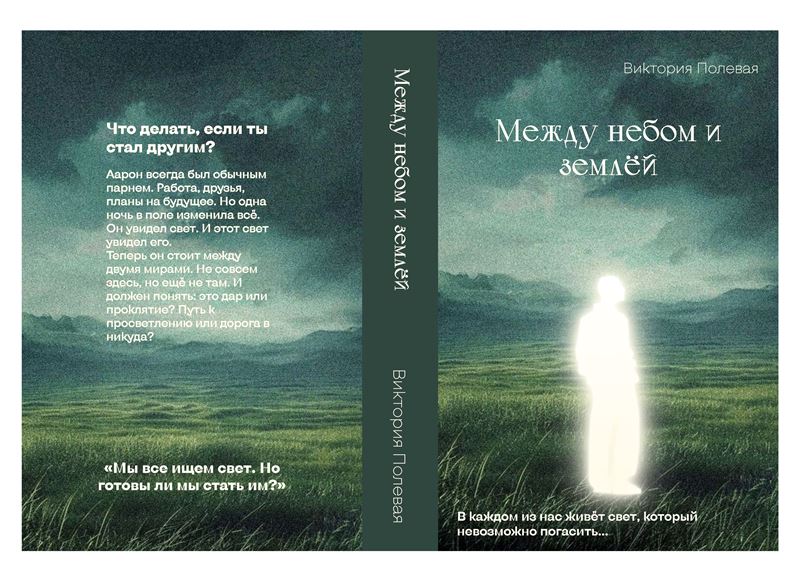 Что делать, если ты
стал другим?
Аарон всегда был обычным
парнем. Работа, друзья,
планы на будущее. Но одна
ночь в поле изменила всё.
Он увидел свет. И этот свет
увидел его.
Теперь он стоит между
двумя мирами. Не совсем
здесь, но ещё не там. И
должен понять: это дар или
проклятие? Путь к
просветлению или дорога в
никуда?
«Мы все ищем свет. Но
готовы ли мы стать им?»
Между небом и землёй
Виктория Полевая
Виктория Полевая
Между небом и
землёй
В каждом из нас живёт свет, который
невозможно погасить...